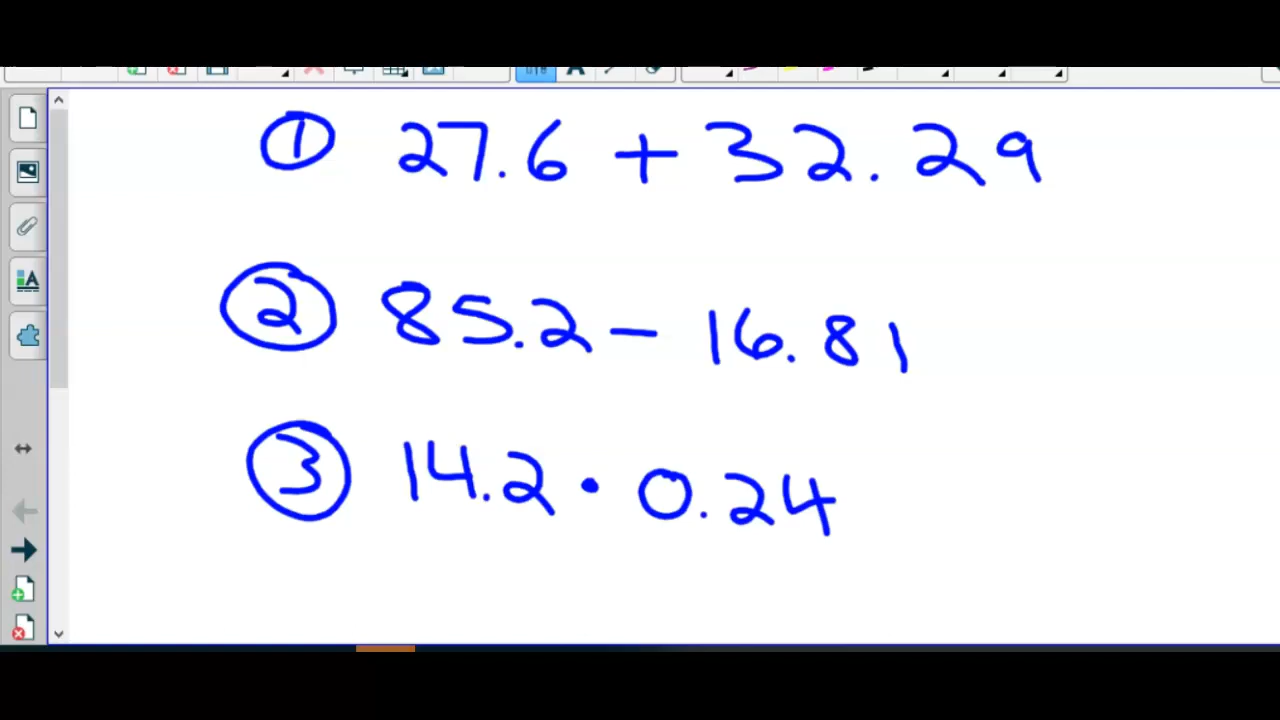 ① 27.6 + 32.29
② 85.2 - 16.81
③ 14.2 · 0.24